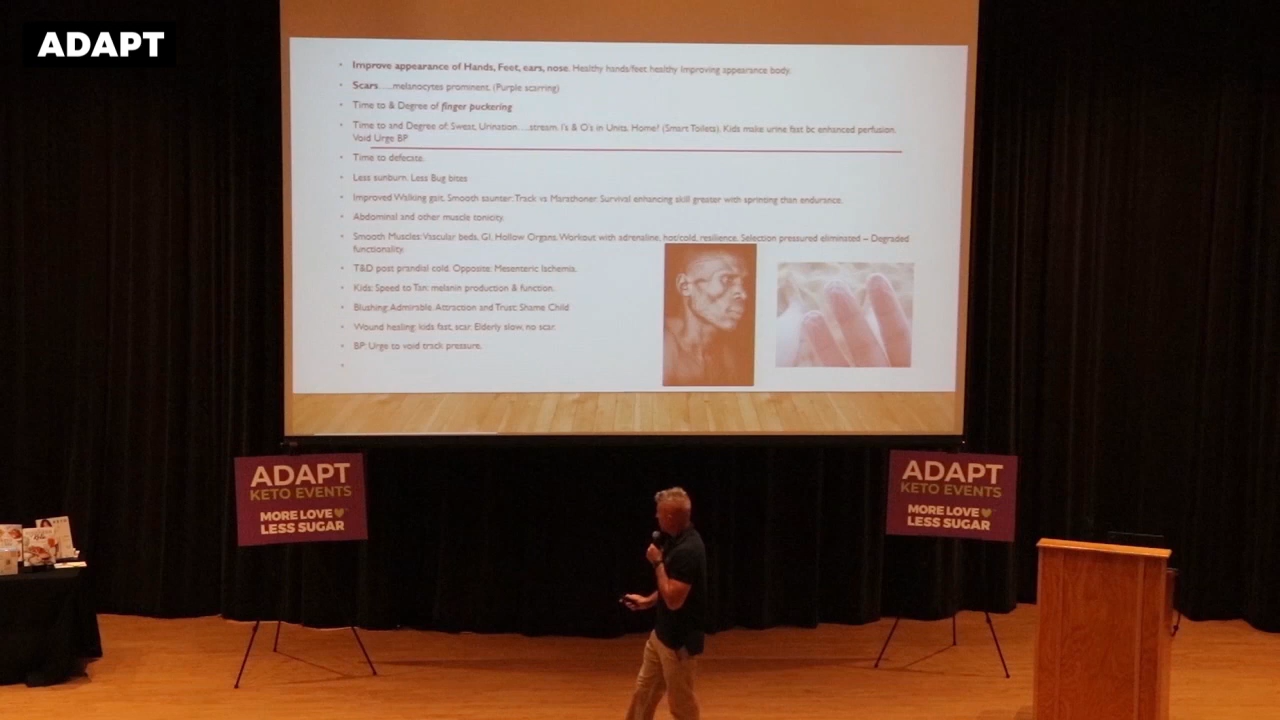 ADAPT
• Improve appearance of Hands, Feet, ears, nose. Healthy hands/feet healthy Improving appearance body.
• Scars.....melanocytes prominent. (Purple scarring)
• Time to & Degree of finger puckering
• Time to and Degree of: Sweat, Urination.....stream. I's & O's in Units. Home? (Smart Toilets). Kids make urine fast bc enhanced perfusion.
Void Urge BP
• Time to defecate.
• Less sunburn. Less Bug bites
• Improved Walking gait. Smooth saunter: Track vs Marathoner. Survival enhancing skill greater with sprinting than endurance.
• Abdominal and other muscle tonicity.
• Smooth Muscles: Vascular beds, GI, Hollow Organs. Workout with adrenaline, hot/cold, resilience. Selection pressured eliminated – Degraded
functionality.
• T&D post prandial cold. Opposite: Mesenteric Ischemia.
• Kids: Speed to Tan: melanin production & function.
• Blushing: Admirable. Attraction and Trust: Shame Child
• Wound healing: kids fast, scar: Elderly slow, no scar.
• BP: Urge to void track pressure.
•
ADAPT
KETO EVENTS
MORE LOVE
LESS SUGAR
ADAPT
KETO EVENTS
MORE LOVE
LESS SUGAR